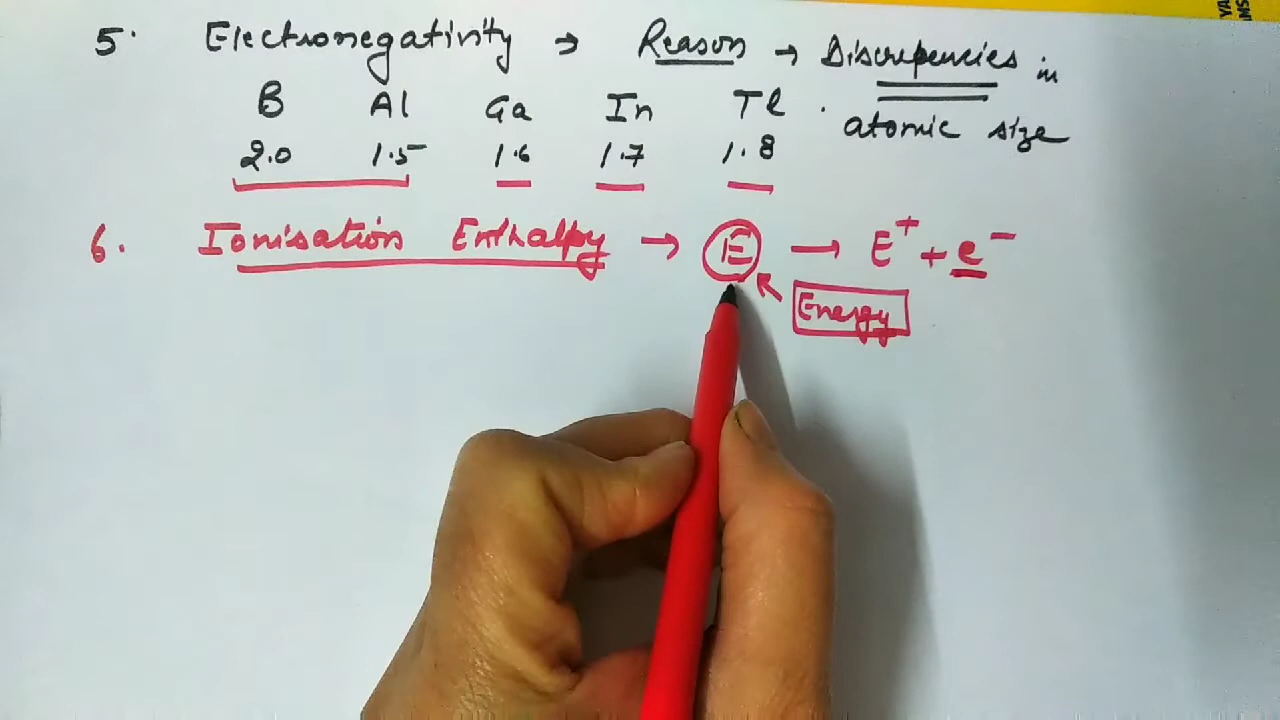 5. Electronegativity → Reason → Discrepencies in
atomic size
B Al Ga In Tl .
2.0 1.5 1.6 1.7 1.8
6. Ionisation Enthalpy → E → E+ + e-
Energy